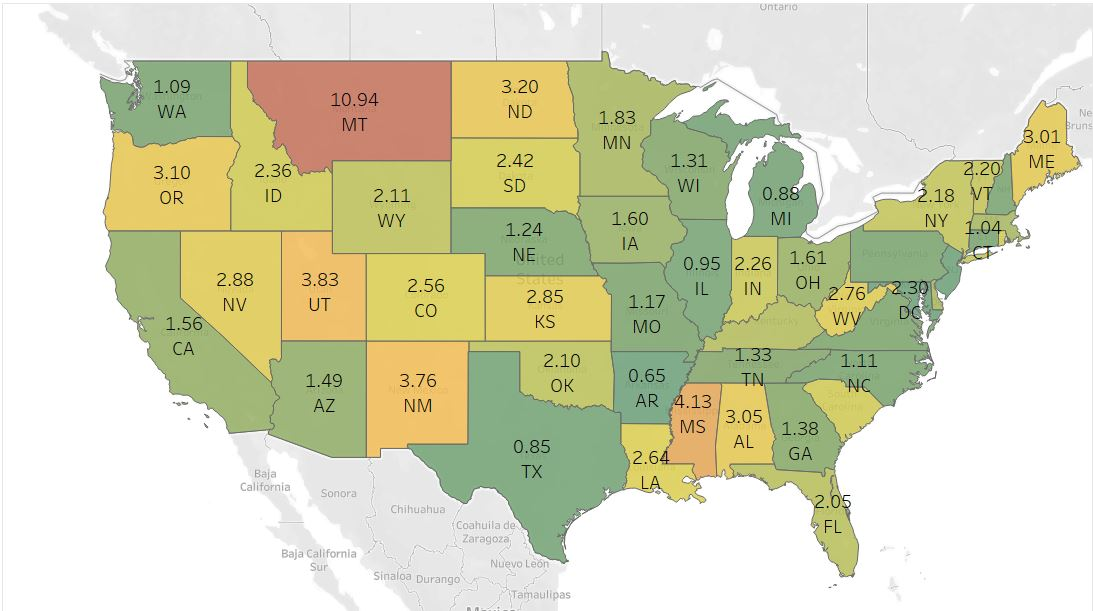 Ontario
1.09
WA
10.94
MT
3.20
ND
1.83
MN
3.01
ME
3.10
OR
2.36
ID
2.42
SD
1.31
WI
0.88
MI
2.20
VT
2.18
NY
2.11
WY
1.60
IA
1.04
CT
1.24
NE
United
States
2.88
NV
3.83
UT
2.56
CO
2.85
KS
0.95
IL
2.26
IN
1.61
OH
Pennsylvania
2.76
WV
2.30
DC
1.56
CA
1.17
MO
1.49
AZ
3.76
NM
2.10
OK
0.65
AR
1.33
TN
1.11
NC
4.13
MS
3.05
AL
1.38
GA
South
Carolina
0.85
TX
2.64
LA
2.05
FL
Baja
California
Sonora
Chihuahua
Coahuila de
Zaragoza
Baja California
Sur
Sinaloa
Durango
Nuevo León
Tamaulipas